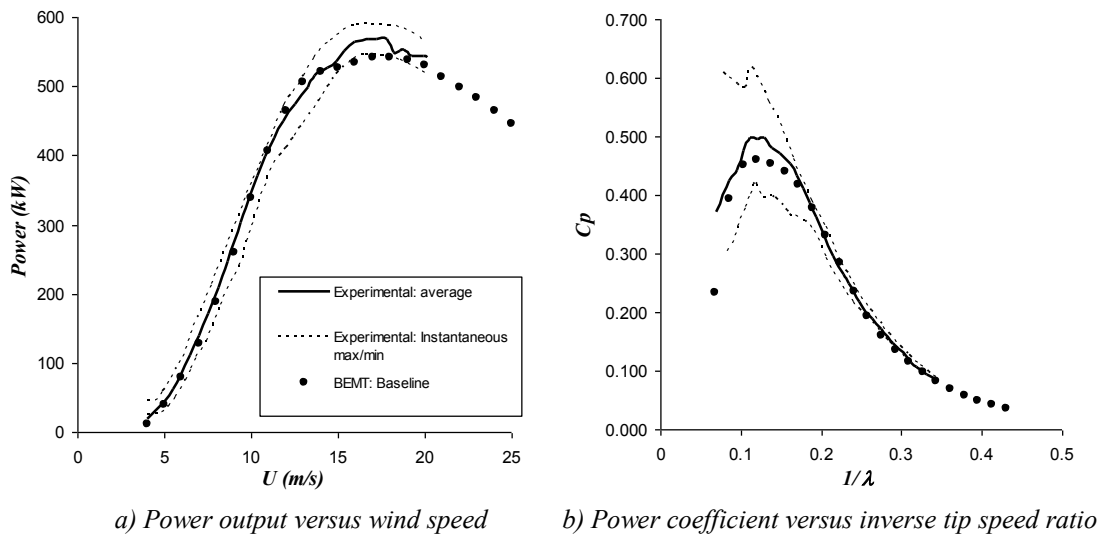 600
500
400
300
200
100
0
Power (kW)
0 5 10 15 20 25
U (m/s)
Experimental: average
Experimental: Instantaneous
max/min
BEMT: Baseline
a) Power output versus wind speed
0.700
0.600
0.500
0.400
0.300
0.200
0.100
0.000
Cp
0 0.1 0.2 0.3 0.4 0.5
1/λ
b) Power coefficient versus inverse tip speed ratio